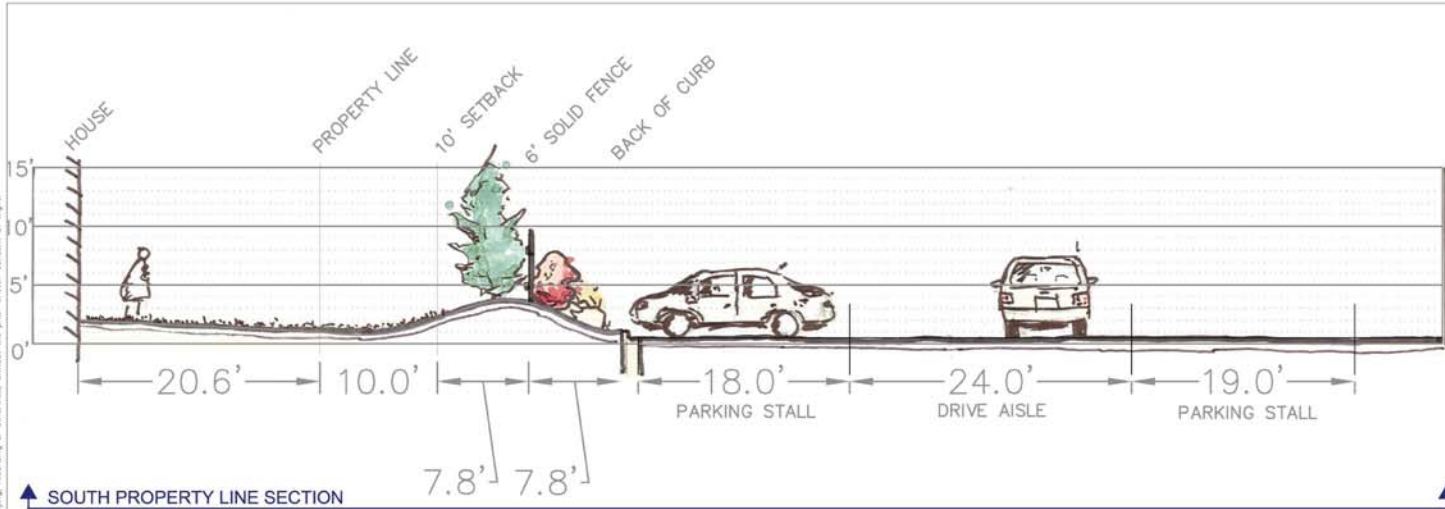 HOUSE
PROPERTY LINE
10' SETBACK
6' SOLID FENCE
BACK OF CURB
15'
10'
5'
0'
20.6'
10.0'
18.0'
24.0'
19.0'
PARKING STALL
DRIVE AISLE
PARKING STALL
7.8'
7.8'
SOUTH PROPERTY LINE SECTION